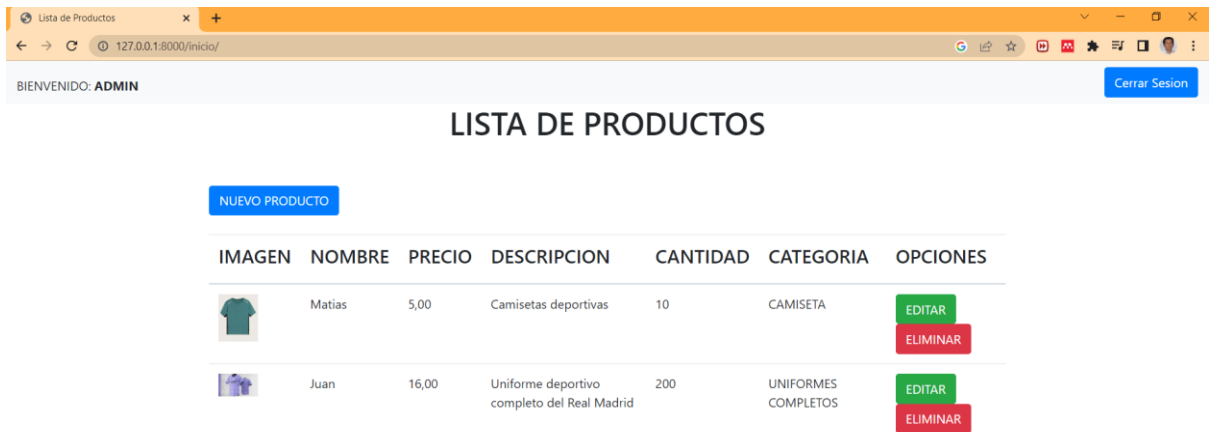 Lista de Productos
127.0.0.1:8000/inicio/
BIENVENIDO: ADMIN
Cerrar Sesion
LISTA DE PRODUCTOS
NUEVO PRODUCTO
IMAGEN NOMBRE PRECIO DESCRIPCION CANTIDAD CATEGORIA OPCIONES
Matias 5,00 Camisetas deportivas 10 CAMISETA EDITAR
ELIMINAR
Juan 16,00 Uniforme deportivo 200 UNIFORMES EDITAR
completo del Real Madrid COMPLETOS
ELIMINAR